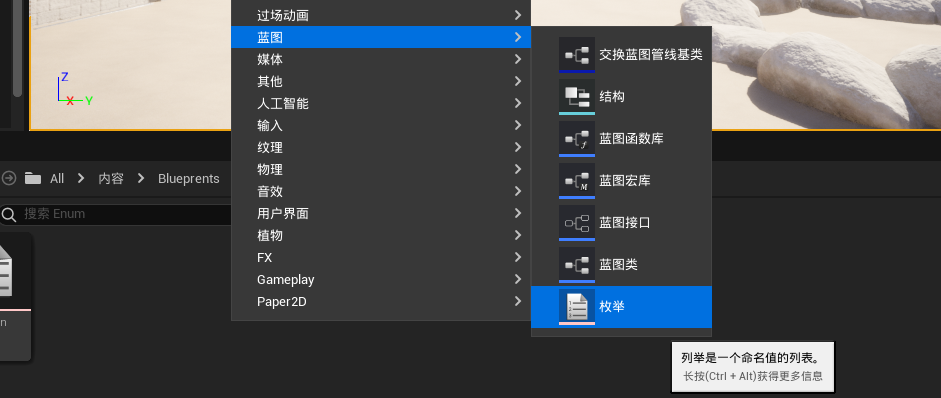 过场动画
蓝图
媒体
其他
人工智能
输入
纹理
物理
音效
用户界面
植物
FX
Gameplay
Paper2D
交换蓝图管线基类
结构
蓝图函数库
蓝图宏库
蓝图接口
蓝图类
枚举
列举是一个命名值的列表。
长按(Ctrl + Alt)获得更多信息
Z
X Y
All 内容 Blueprents
搜索 Enum
n